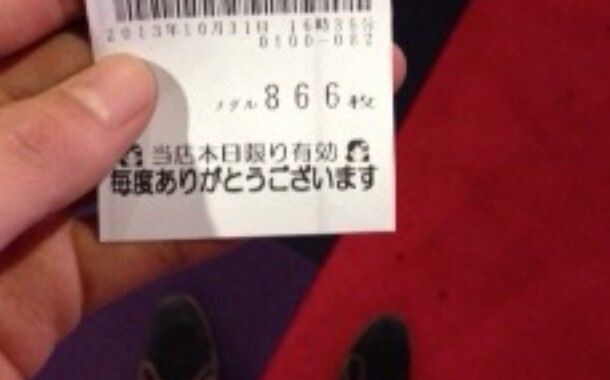 2013年10月31日 16時36分
0100-082
メダル 866枚
当店本日限り有効
毎度ありがとうございます